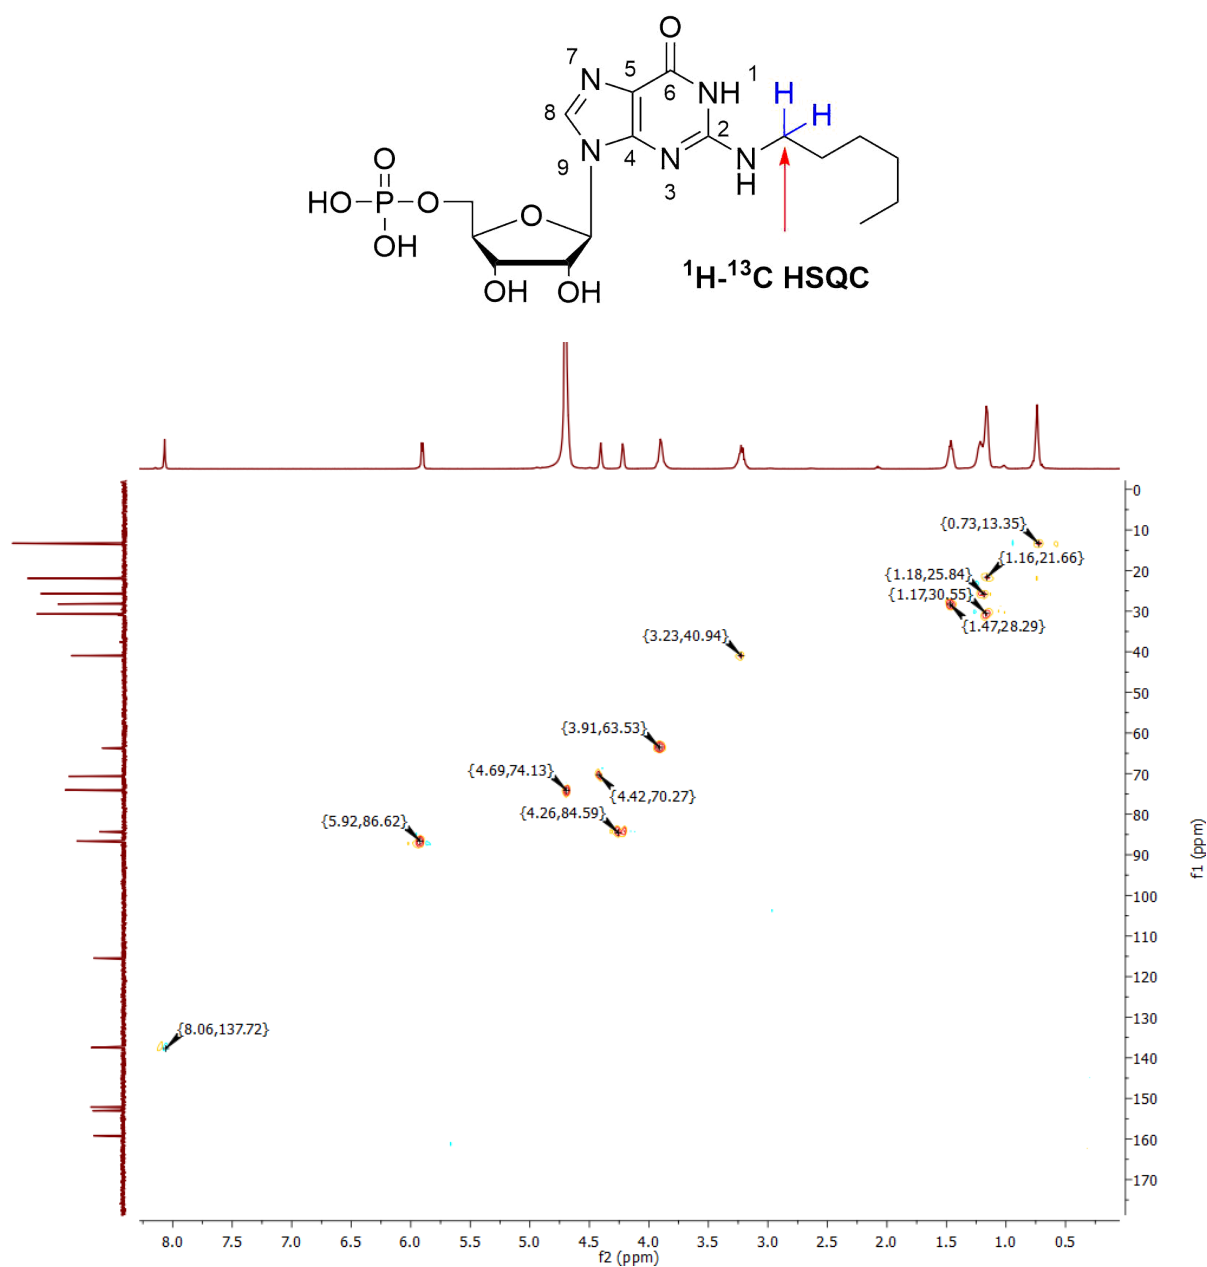 O
7
N
5
6
NH
1
H
H
8
2
N
9
4
N
3
N
H
O
HO
P
O
OH
O
OH
OH
¹H-¹³C HSQC
{0.73,13.35}
{1.16,21.66}
{1.18,25.84}
{1.17,30.55}
{1.47,28.29}
{3.23,40.94}
{3.91,63.53}
{4.69,74.13}
{4.42,70.27}
{4.26,84.59}
{5.92,86.62}
{8.06,137.72}
0
10
20
30
40
50
60
70
80
90
100
110
120
130
140
150
160
170
f1 (ppm)
8.0 7.5 7.0 6.5 6.0 5.5 5.0 4.5 4.0 3.5 3.0 2.5 2.0 1.5 1.0 0.5
f2 (ppm)